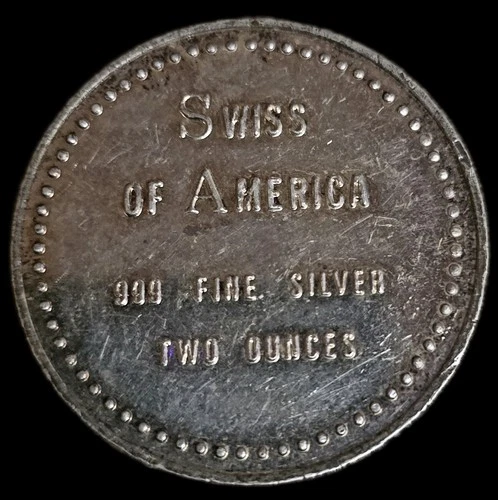 SWISS
OF AMERICA
999 FINE SILVER
TWO OUNCES